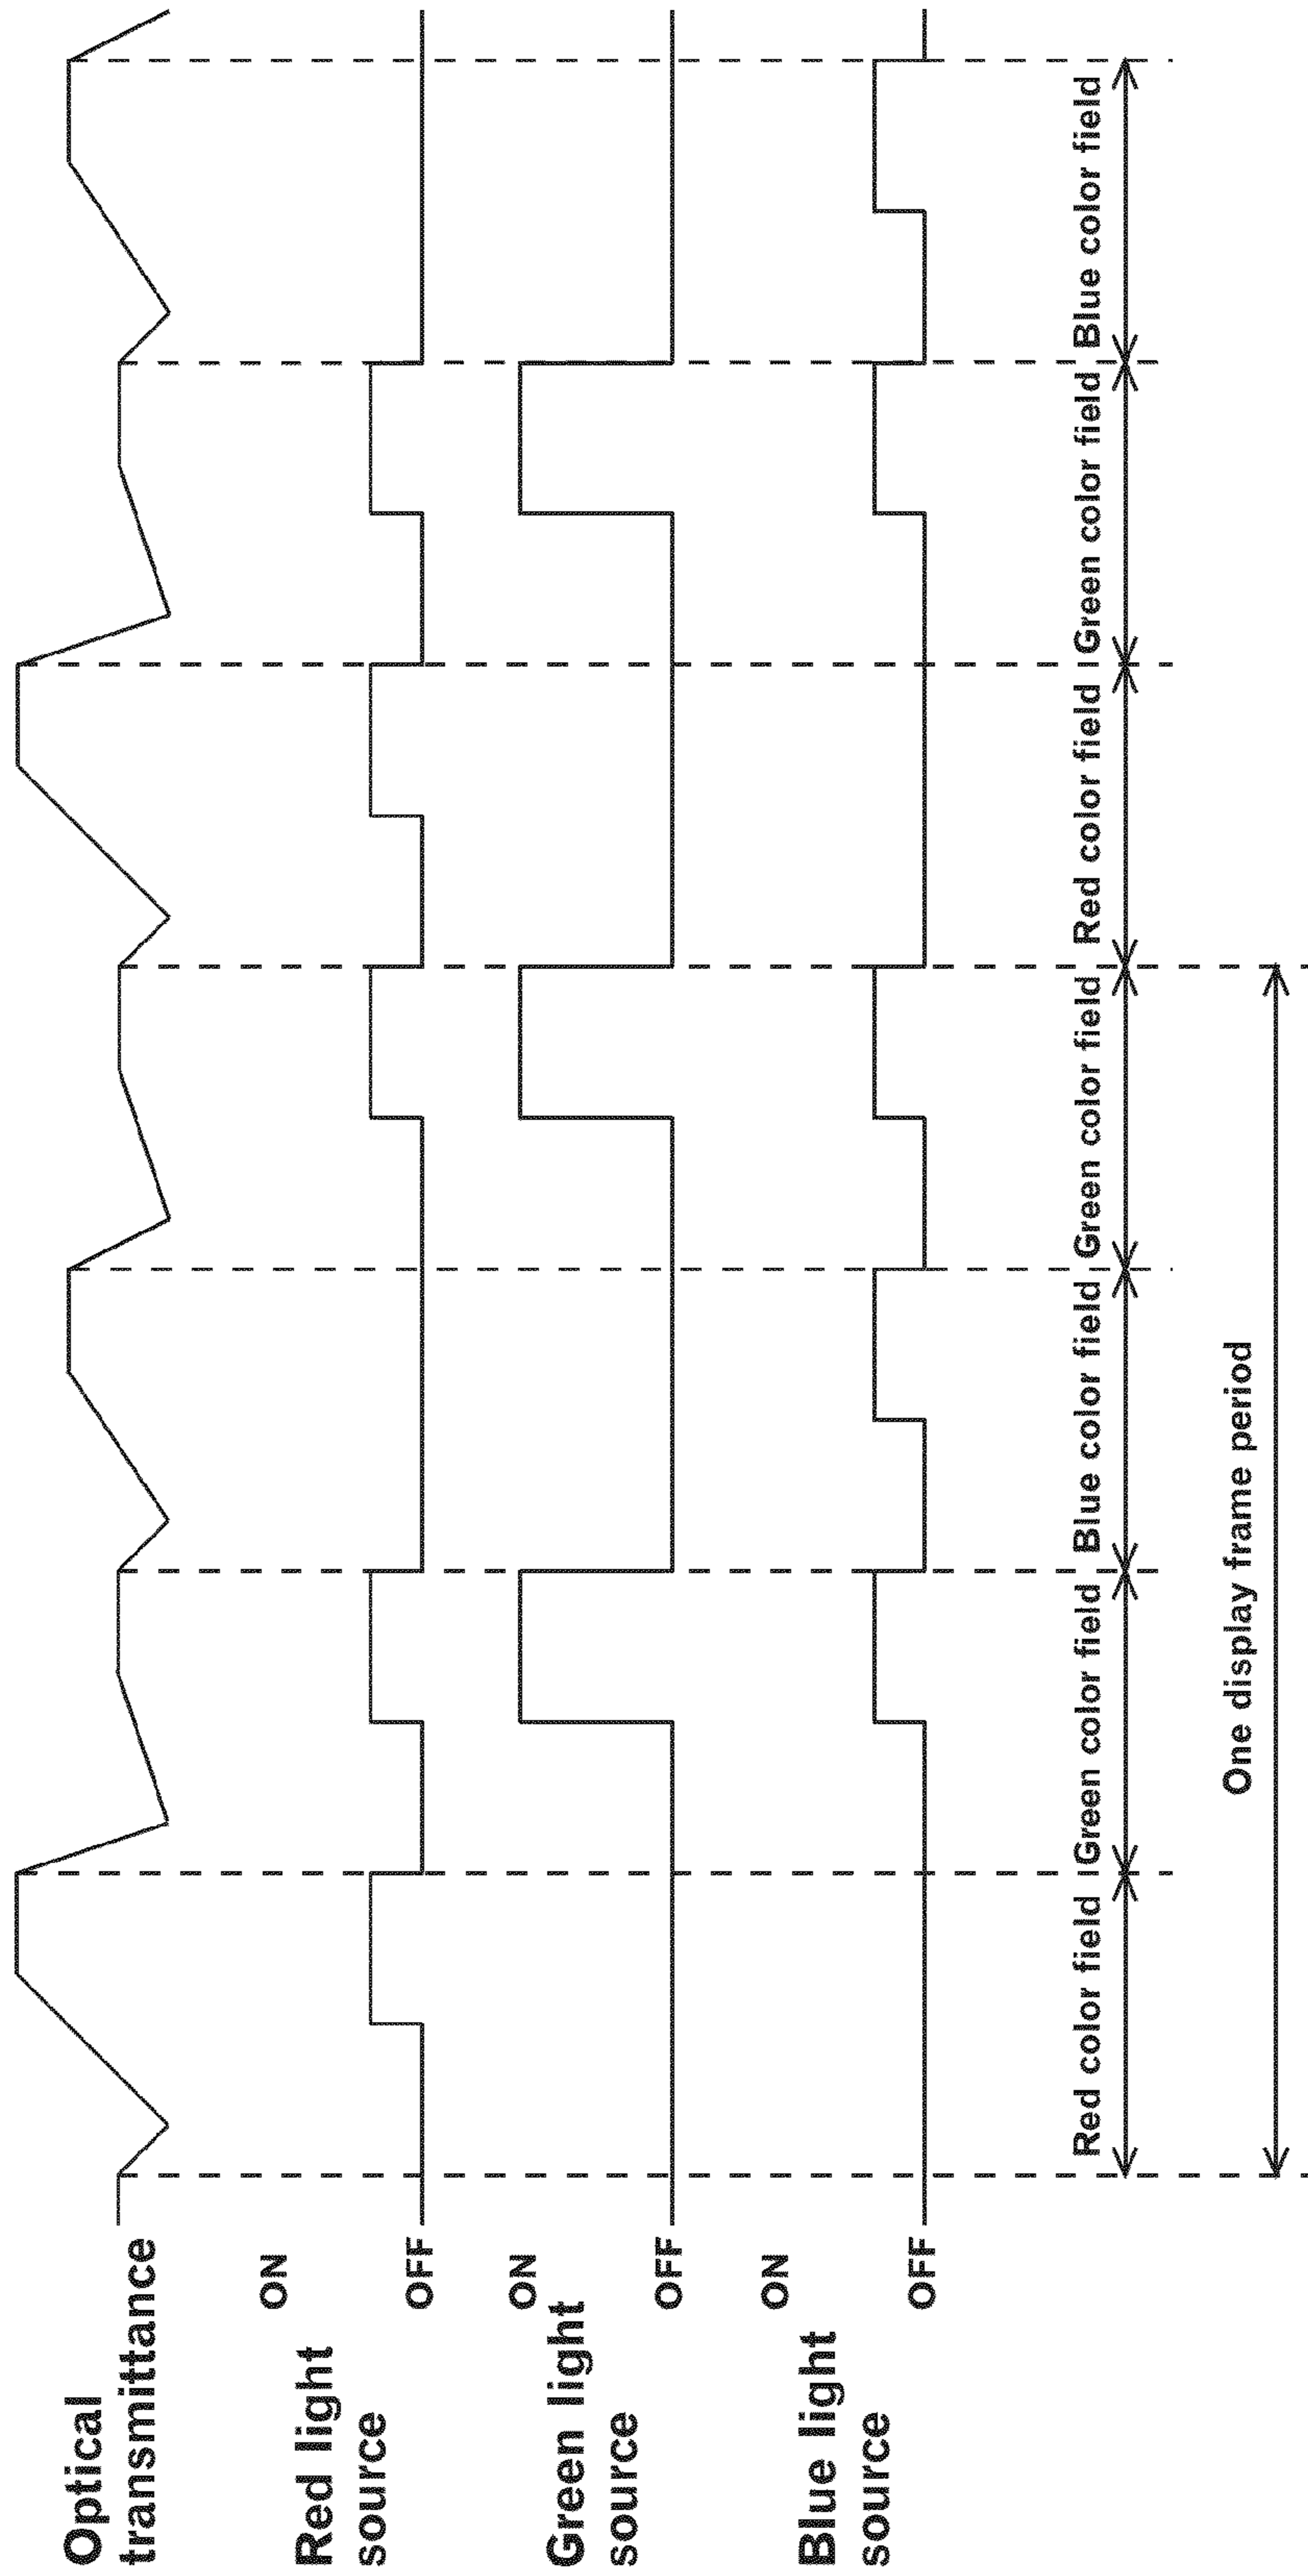 Optical
transmittance
ON
Red light
source
OFF
ON
Green light
source
OFF
ON
Blue light
source
OFF
Red color field
Green color field
Blue color field
Green color field
Red color field
Green color field
Blue color field
One display frame period